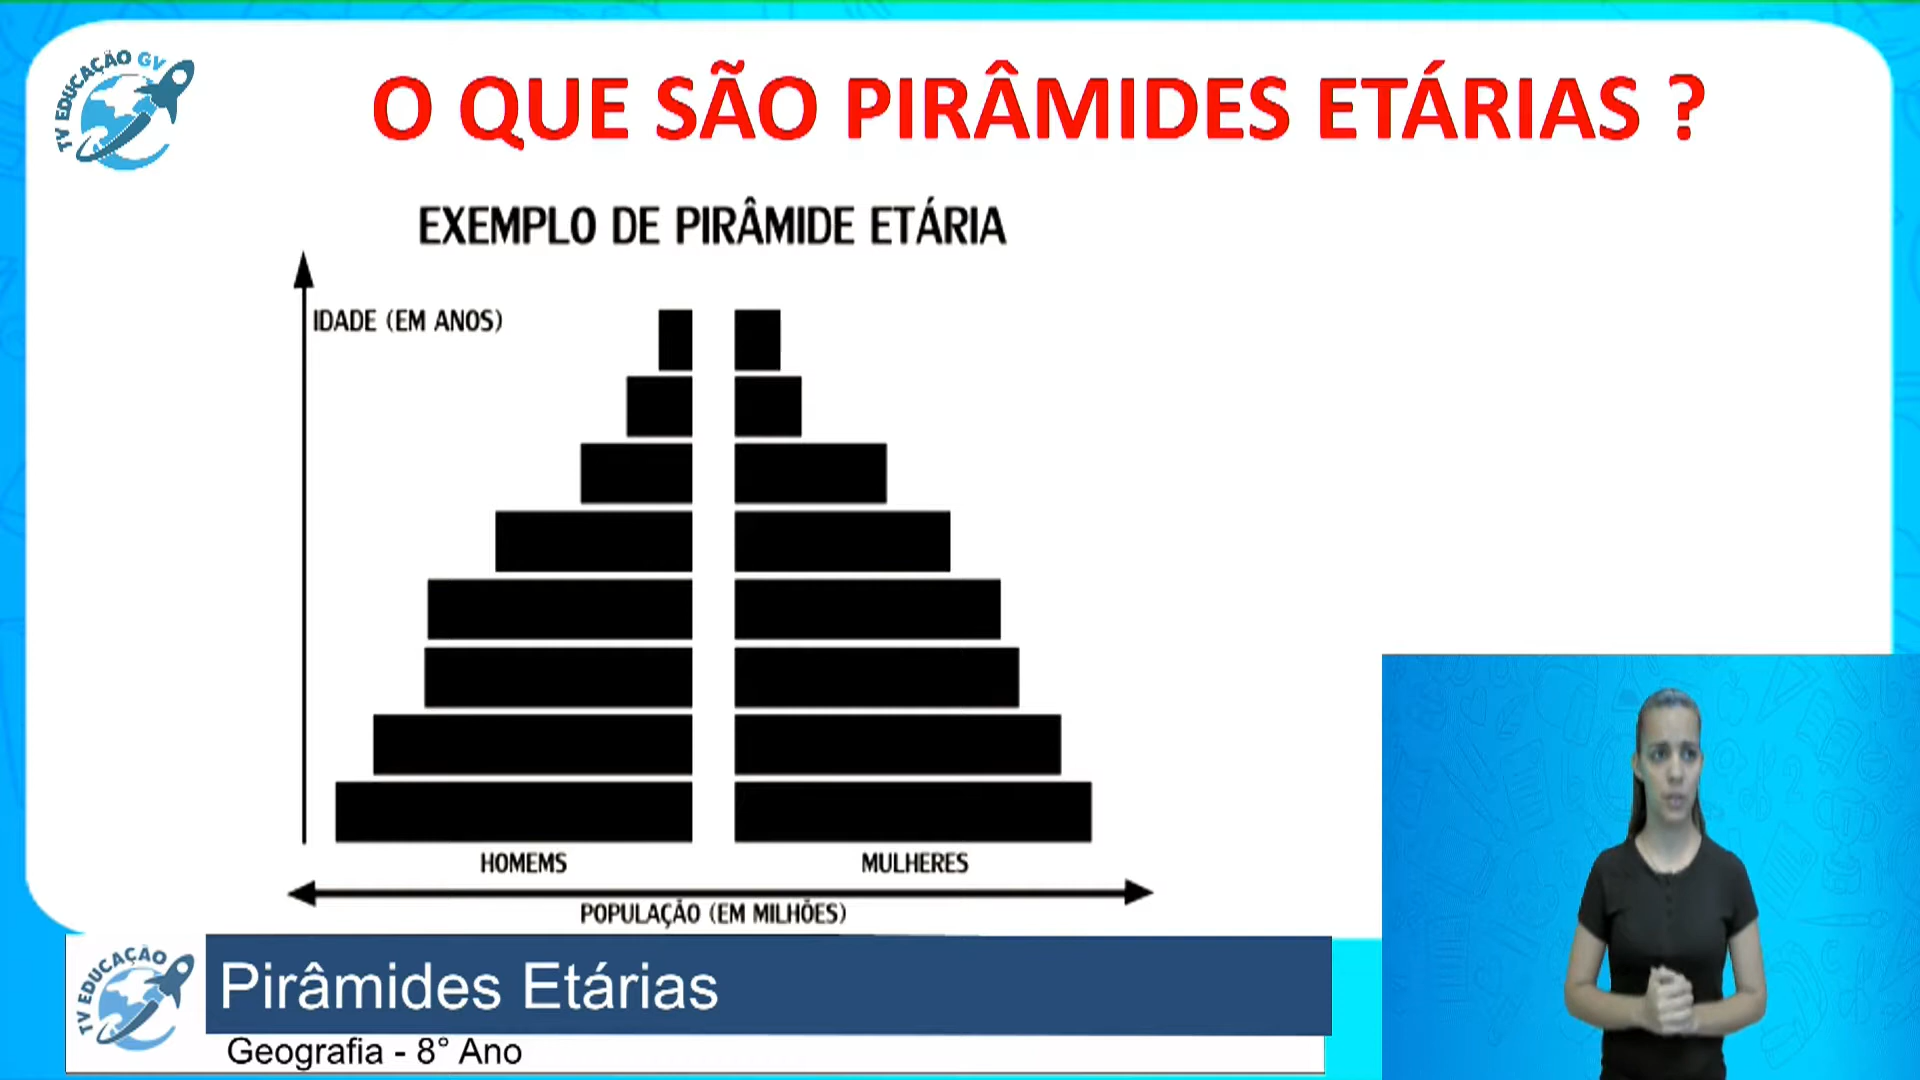 TV EDUCAÇÃO GV
O QUE SÃO PIRÂMIDES ETÁRIAS ?
EXEMPLO DE PIRÂMIDE ETÁRIA
IDADE (EM ANOS)
HOMEMS
MULHERES
POPULAÇÃO (EM MILHÕES)
TV EDUCAÇÃO
Pirâmides Etárias
Geografia - 8° Ano